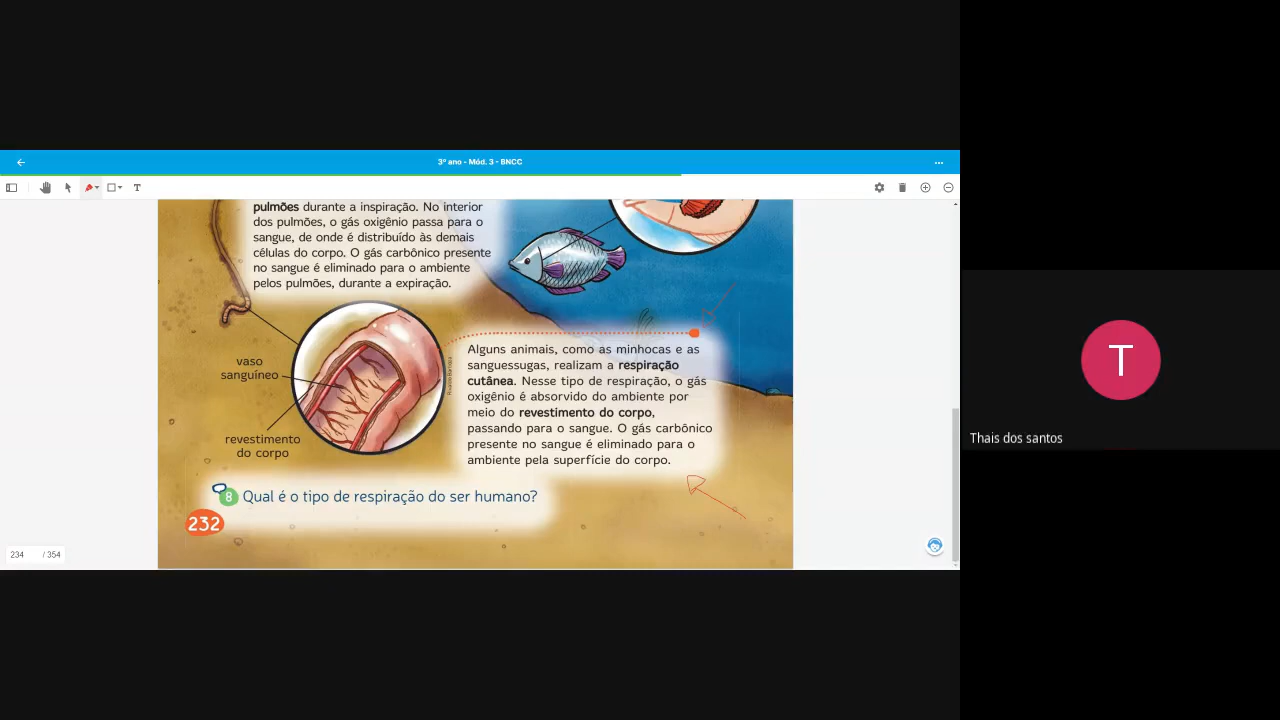 3º ano - Mód. 3 - BNCC
T
pulmões durante a inspiração. No interior
dos pulmões, o gás oxigênio passa para o
sangue, de onde é distribuído às demais
células do corpo. O gás carbônico presente
no sangue é eliminado para o ambiente
pelos pulmões, durante a expiração.
vaso
sanguíneo
revestimento
do corpo
Alguns animais, como as minhocas e as
sanguessugas, realizam a respiração
cutânea. Nesse tipo de respiração, o gás
oxigênio é absorvido do ambiente por
meio do revestimento do corpo,
passando para o sangue. O gás carbônico
presente no sangue é eliminado para o
ambiente pela superfície do corpo.
8 Qual é o tipo de respiração do ser humano?
232
234 / 354
T
Thais dos santos